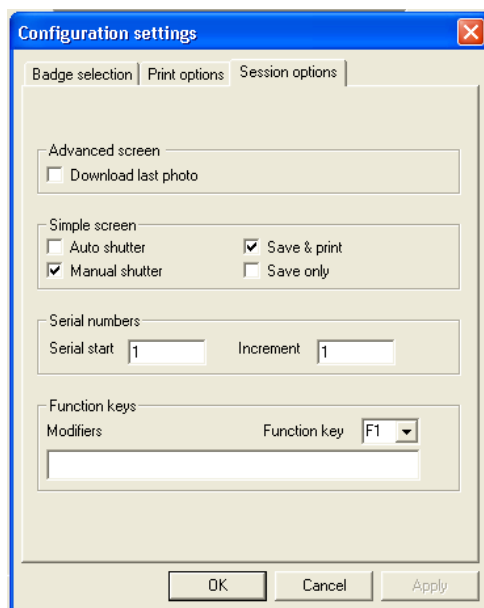 Configuration settings
Badge selection Print options Session options
Advanced screen
Download last photo
Simple screen
Auto shutter Save & print
Manual shutter Save only
Serial numbers
Serial start 1 Increment 1
Function keys
Modifiers Function key F1
OK Cancel Apply